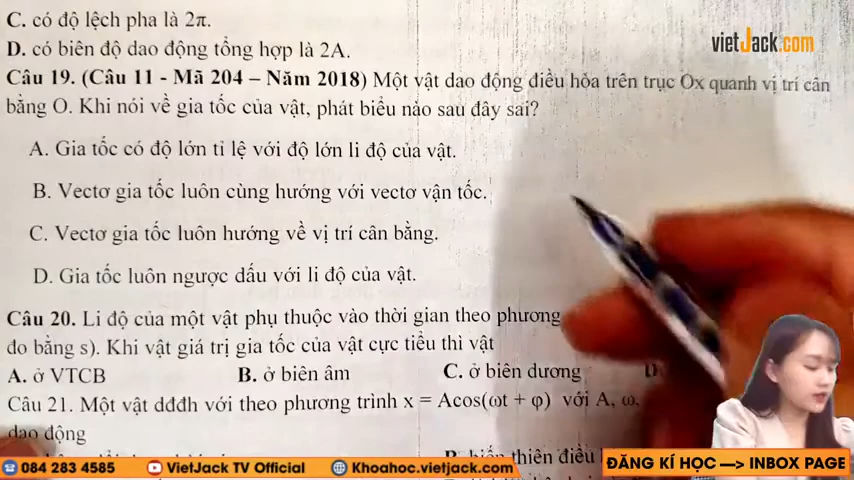 C. có độ lệch pha là 2π.
D. có biên độ dao động tổng hợp là 2A.
vietJack.com
Câu 19. (Câu 11 - Mã 204 – Năm 2018) Một vật dao động điều hòa trên trục Ox quanh vị trí cân
bằng O. Khi nói về gia tốc của vật, phát biểu nào sau đây sai?
A. Gia tốc có độ lớn tỉ lệ với độ lớn li độ của vật.
B. Vectơ gia tốc luôn cùng hướng với vectơ vận tốc.
C. Vectơ gia tốc luôn hướng về vị trí cân bằng.
D. Gia tốc luôn ngược dấu với li độ của vật.
Câu 20. Li độ của một vật phụ thuộc vào thời gian theo phương
đo bằng s). Khi vật giá trị gia tốc của vật cực tiểu thì vật
A. ở VTCB B. ở biên âm C. ở biên dương D
Câu 21. Một vật dđđh với theo phương trình x = Acos(ωt + φ) với A, ω,
dao động
B. biến thiên điều
084 283 4585 VietJack TV Official Khoahoc.vietjack.com ĐĂNG KÍ HỌC —> INBOX PAGE